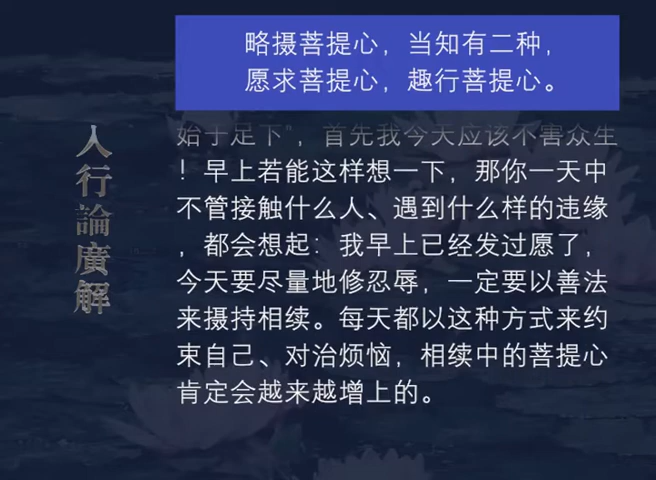 略摄菩提心，当知有二种，
愿求菩提心，趣行菩提心。
人行論廣解
始于足下"，首先我今天应该不害众生
！早上若能这样想一下，那你一天中
不管接触什么人、遇到什么样的违缘
，都会想起：我早上已经发过愿了，
今天要尽量地修忍辱，一定要以善法
来摄持相续。每天都以这种方式来约
束自己、对治烦恼，相续中的菩提心
肯定会越来越增上的。